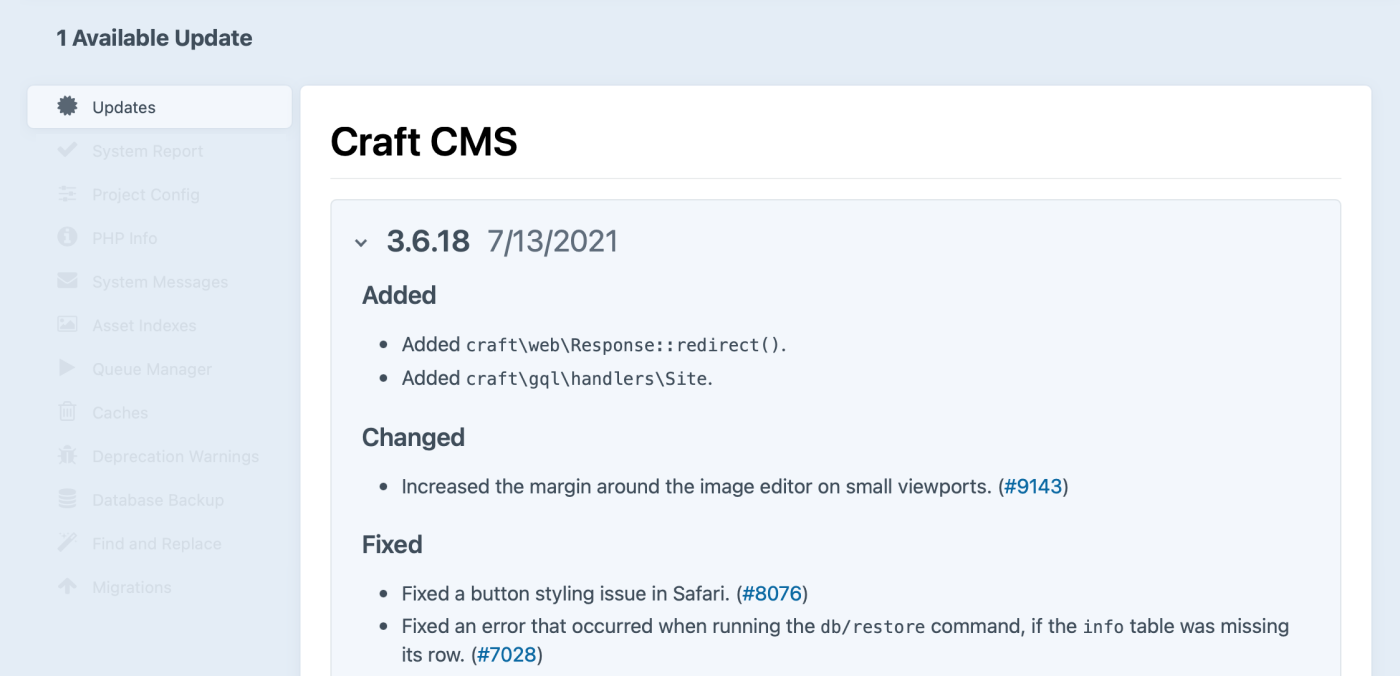 1 Available Update
Updates
System Report
Project Config
PHP Info
System Messages
Asset Indexes
Queue Manager
Caches
Deprecation Warnings
Database Backup
Find and Replace
Migrations
Craft CMS
3.6.18 7/13/2021
Added
• Added craft\web\Response::redirect().
• Added craft\gql\handlers\Site.
Changed
• Increased the margin around the image editor on small viewports. (#9143)
Fixed
• Fixed a button styling issue in Safari. (#8076)
• Fixed an error that occurred when running the db/restore command, if the info table was missing
its row. (#7028)